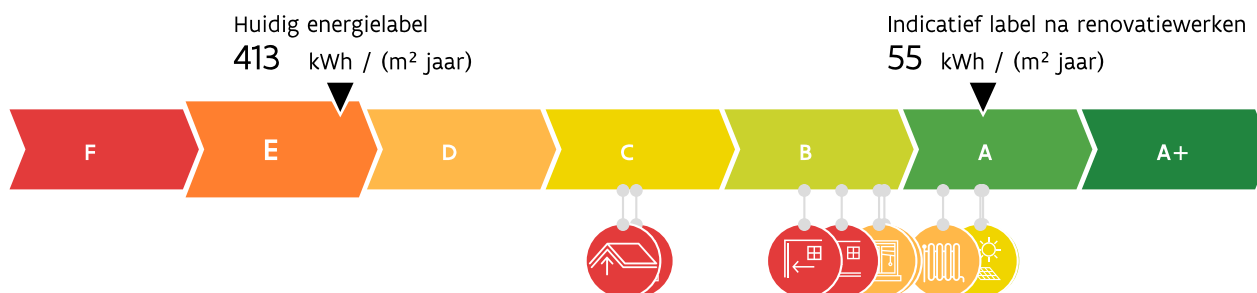 Huidig energielabel
413 kWh / (m² jaar)
Indicatief label na renovatiewerken
55 kWh / (m² jaar)
F E D C B A A+